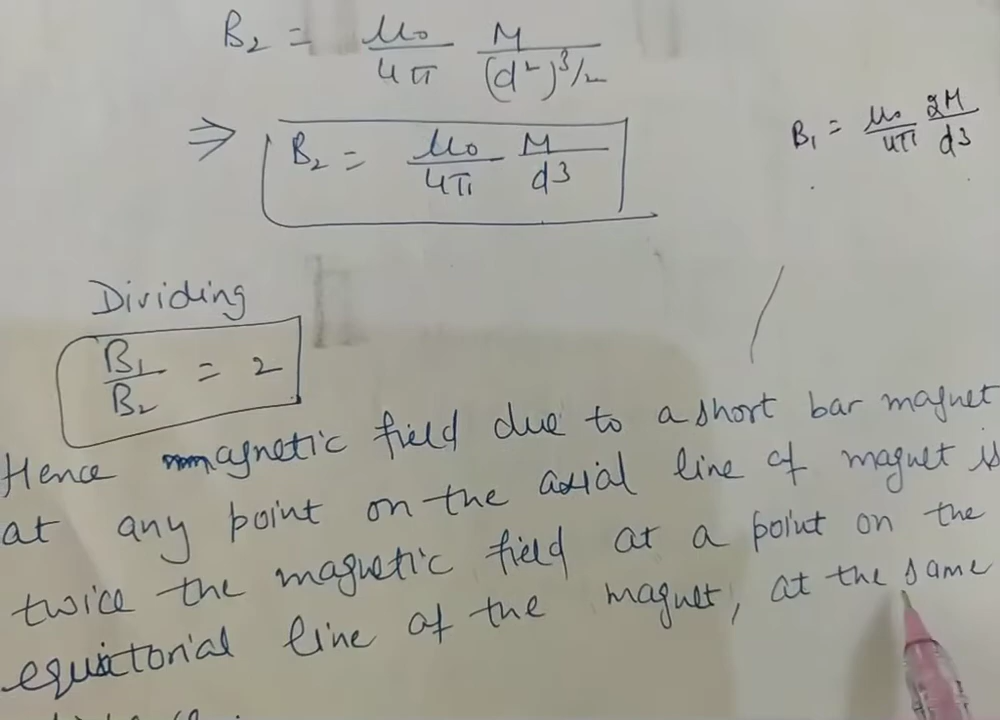 B₂ = μ₀/4π M/(d²)^3/2
⇒ B₂ = μ₀/4π M/d3
B₁ = μ₀/4π 2M/d3
Dividing
B₁/B₂ = 2
Hence magnetic field due to a short bar magnet
at any point on the axial line of magnet is
twice the magnetic field at a point on the
equitorial line of the magnet, at the same